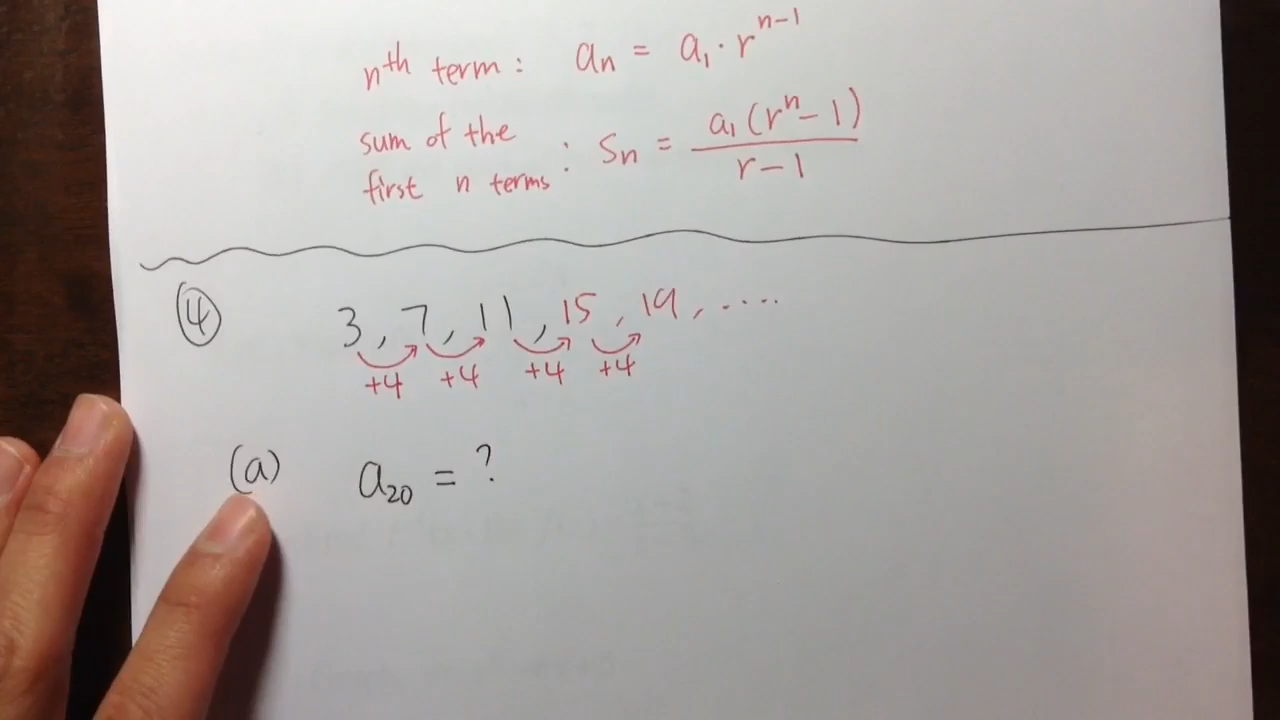 nth term : an = a1 · r^n-1
sum of the first n terms : Sn = a1 (r^n - 1) / r - 1
④ 3 , 7 , 11 , 15 , 19 , .....
+4 +4 +4 +4
(a) a20 = ?